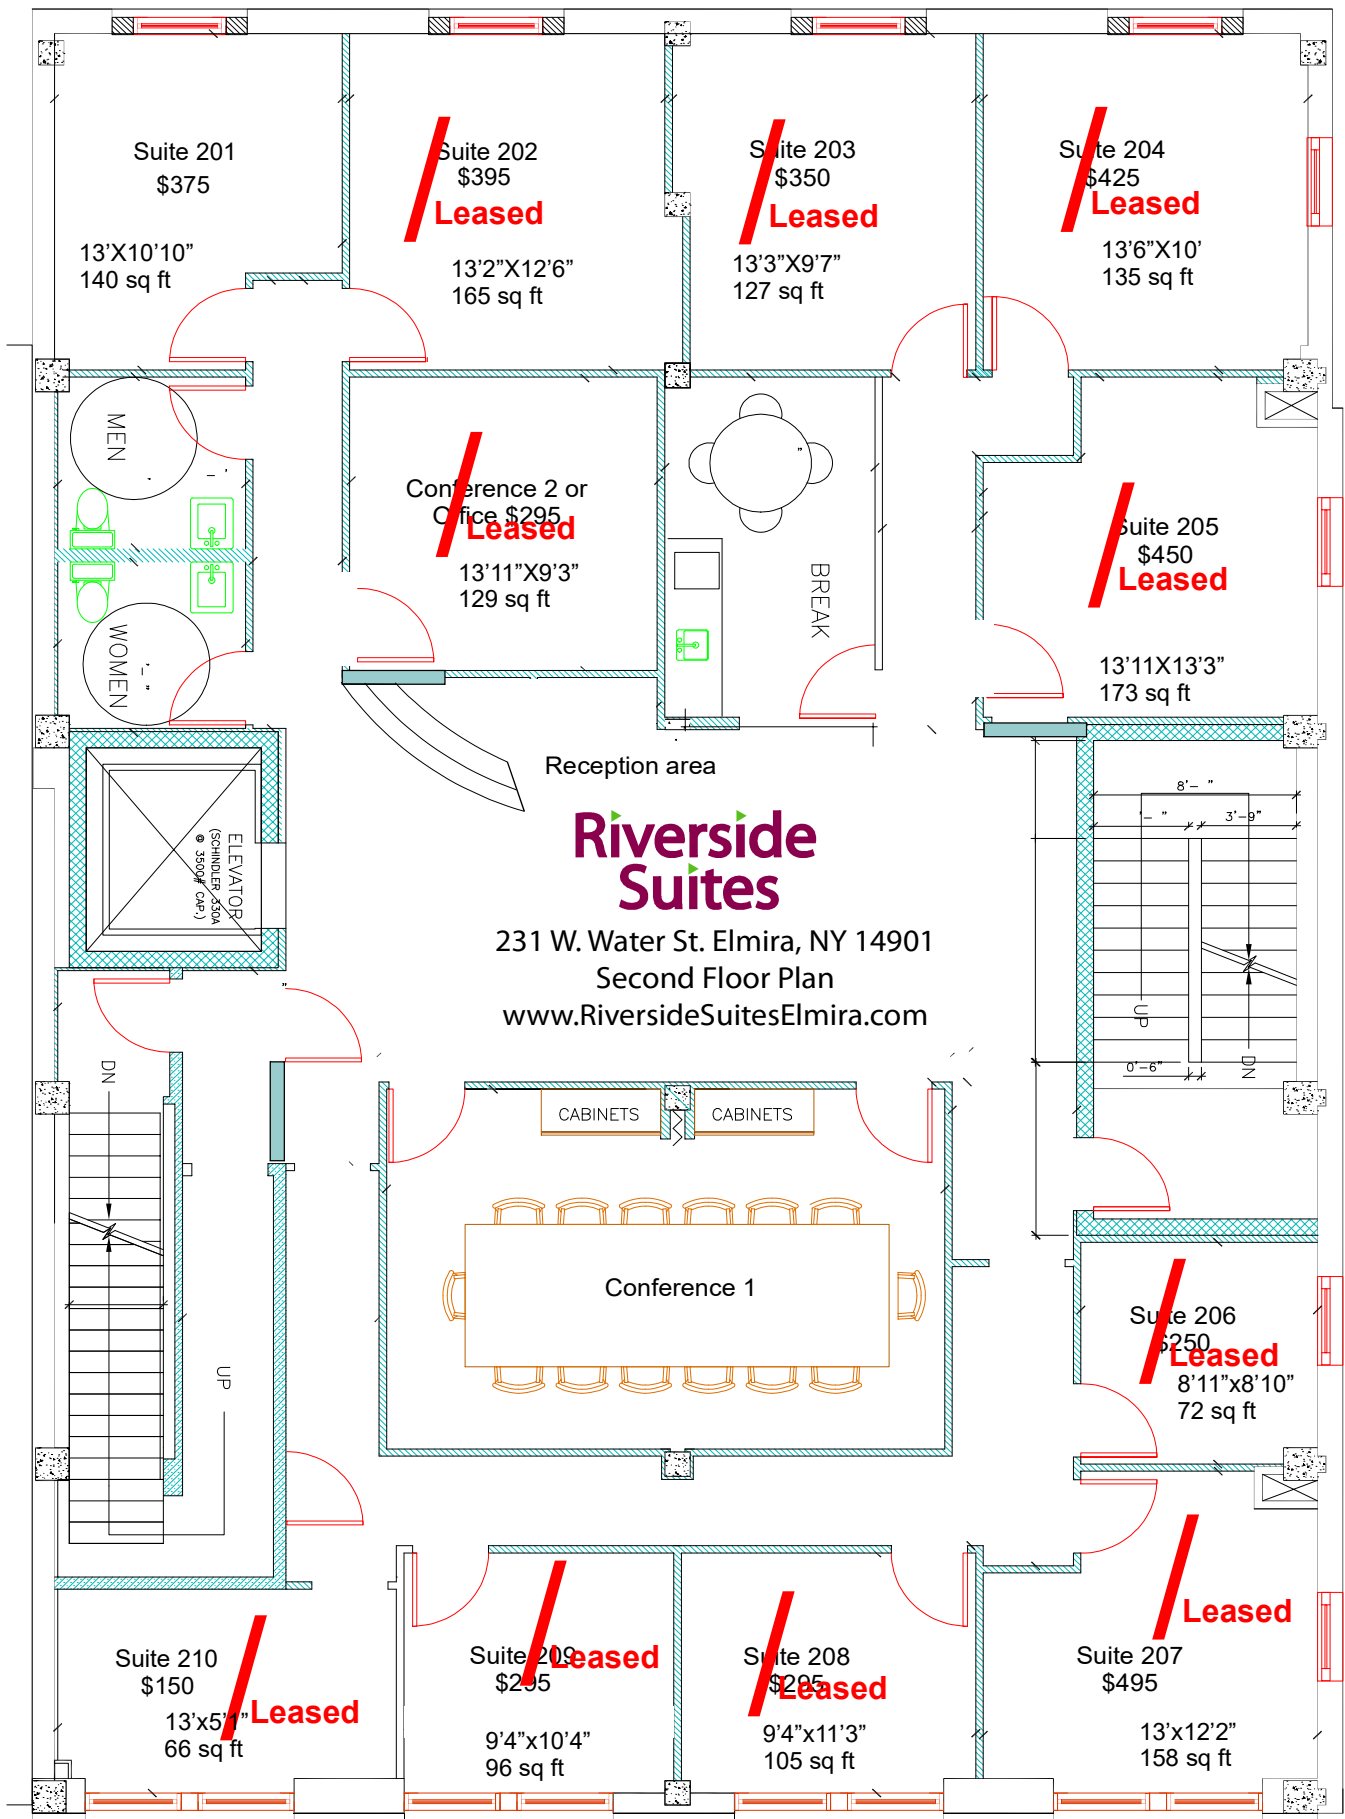 Suite 201
$375
13’X10’10”
140 sq ft
Suite 202
$395
Leased
13’2”X12’6”
165 sq ft
Suite 203
$350
Leased
13’3”X9’7”
127 sq ft
Suite 204
$425
Leased
13’6”X10’
135 sq ft
MEN
WOMEN
Conference 2 or
Office $295
Leased
13’11”X9’3”
129 sq ft
BREAK
Suite 205
$450
Leased
13’11X13’3”
173 sq ft
Reception area
Riverside
Suites
231 W. Water St. Elmira, NY 14901
Second Floor Plan
www.RiversideSuitesElmira.com
ELEVATOR
(SCHINDLER 330A
@ 3500# CAP.)
8'- "
'- "
3'-9"
UP
DN
0'-6"
DN
UP
CABINETS
CABINETS
Conference 1
Suite 206
$250
Leased
8’11”x8’10”
72 sq ft
Leased
Suite 207
$495
13’x12’2”
158 sq ft
Suite 208
$295
Leased
9’4”x11’3”
105 sq ft
Suite 209
$295
Leased
9’4”x10’4”
96 sq ft
Suite 210
$150
Leased
13’x5’1”
66 sq ft